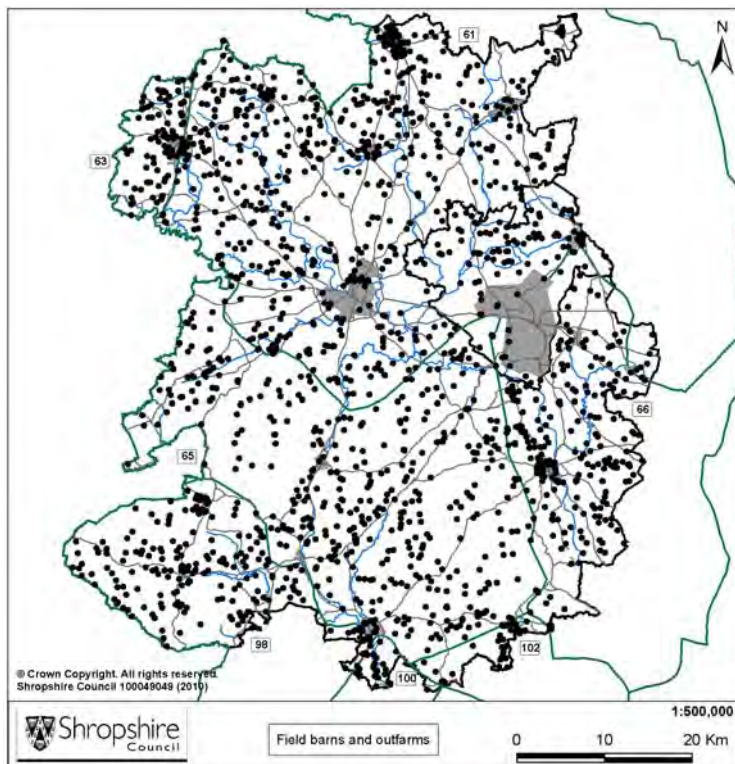 61
N
63
66
65
98
100
102
© Crown Copyright. All rights reserved.
Shropshire Council 100049049 (2010)
1:500,000
Shropshire
Council
Field barns and outfarms
0 10 20 Km